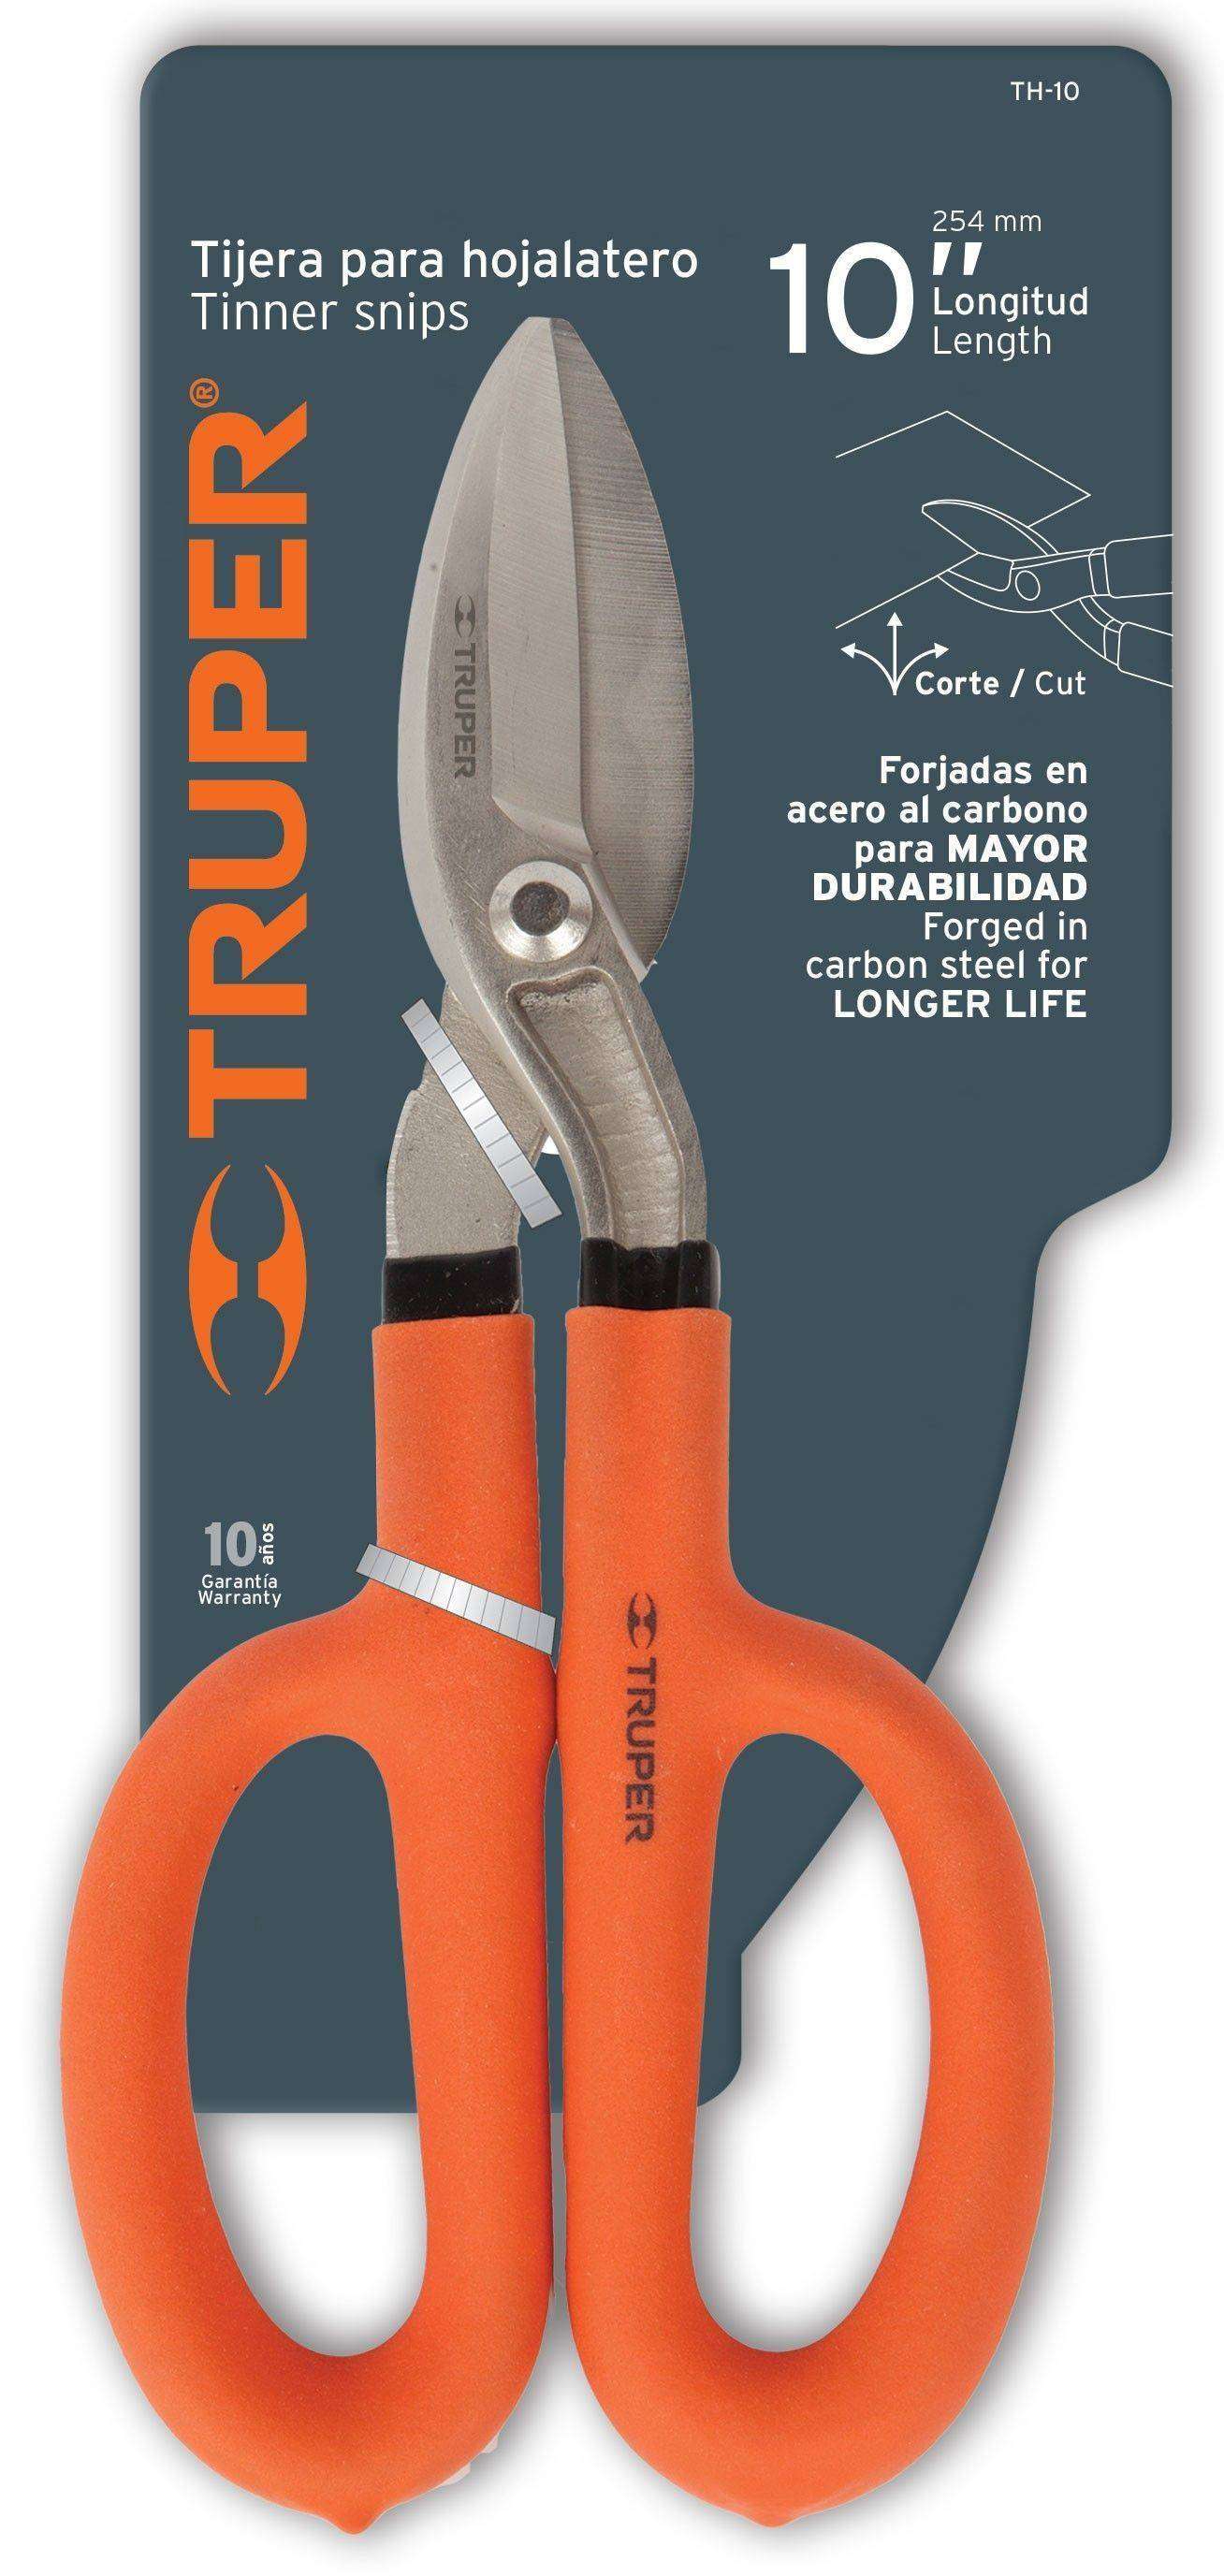 TH-10
Tijera para hojalatero
Tinner snips
254 mm
10"
Longitud
Length
TRUPER®
TRUPER
Corte / Cut
Forjadas en
acero al carbono
para MAYOR
DURABILIDAD
Forged in
carbon steel for
LONGER LIFE
10 años
Garantía
Warranty
TRUPER